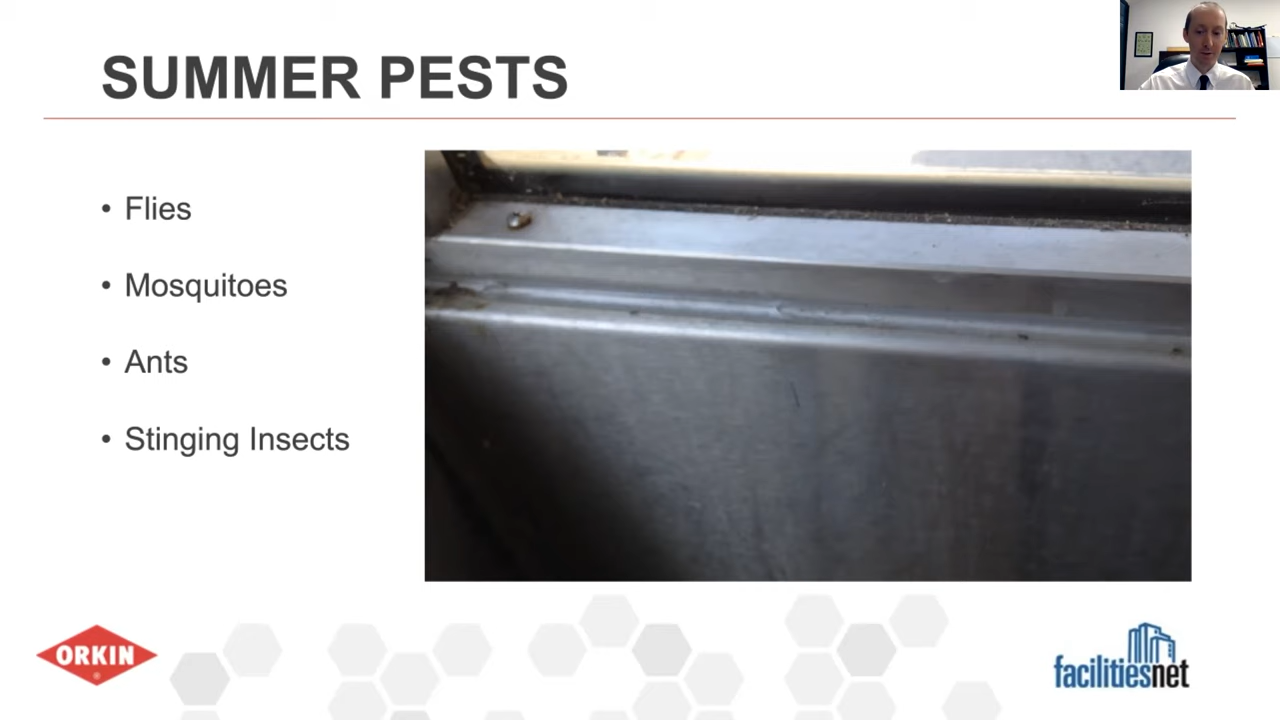 SUMMER PESTS
• Flies
• Mosquitoes
• Ants
• Stinging Insects
ORKIN
®
facilitiesnet